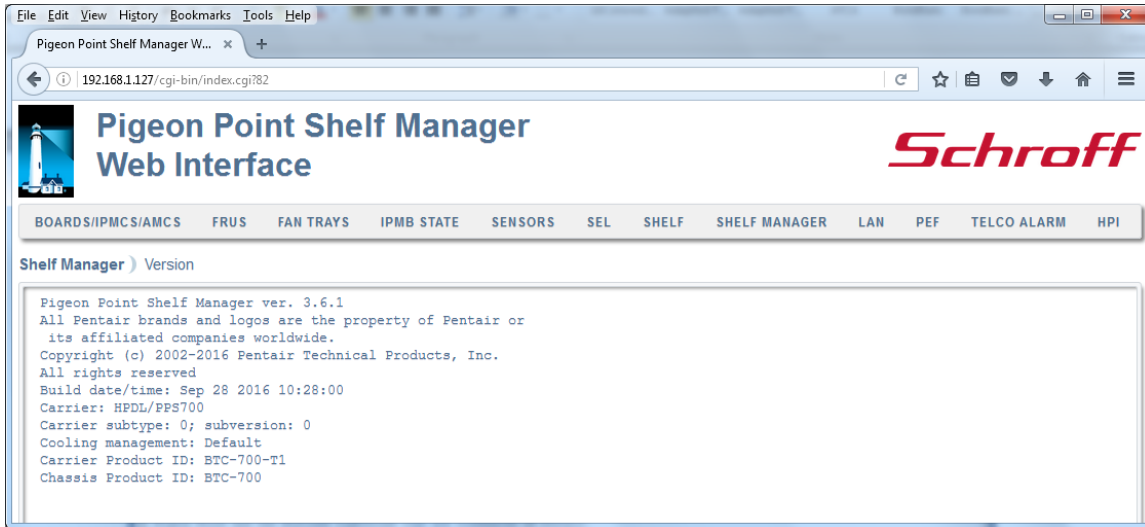 File Edit View History Bookmarks Tools Help
Pigeon Point Shelf Manager W... × +
192.168.1.127/cgi-bin/index.cgi?82
Pigeon Point Shelf Manager
Web Interface
Schroff
BOARDS/IPMCS/AMCS FRUS FAN TRAYS IPMB STATE SENSORS SEL SHELF SHELF MANAGER LAN PEF TELCO ALARM HPI
Shelf Manager ) Version
Pigeon Point Shelf Manager ver. 3.6.1
All Pentair brands and logos are the property of Pentair or
its affiliated companies worldwide.
Copyright (c) 2002-2016 Pentair Technical Products, Inc.
All rights reserved
Build date/time: Sep 28 2016 10:28:00
Carrier: HPDL/PPS700
Carrier subtype: 0; subversion: 0
Cooling management: Default
Carrier Product ID: BTC-700-T1
Chassis Product ID: BTC-700